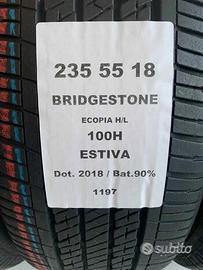 235 55 18
BRIDGESTONE
ECOPIA H/L
100H
ESTIVA
Dot. 2018 / Bat.90%
1197
subito